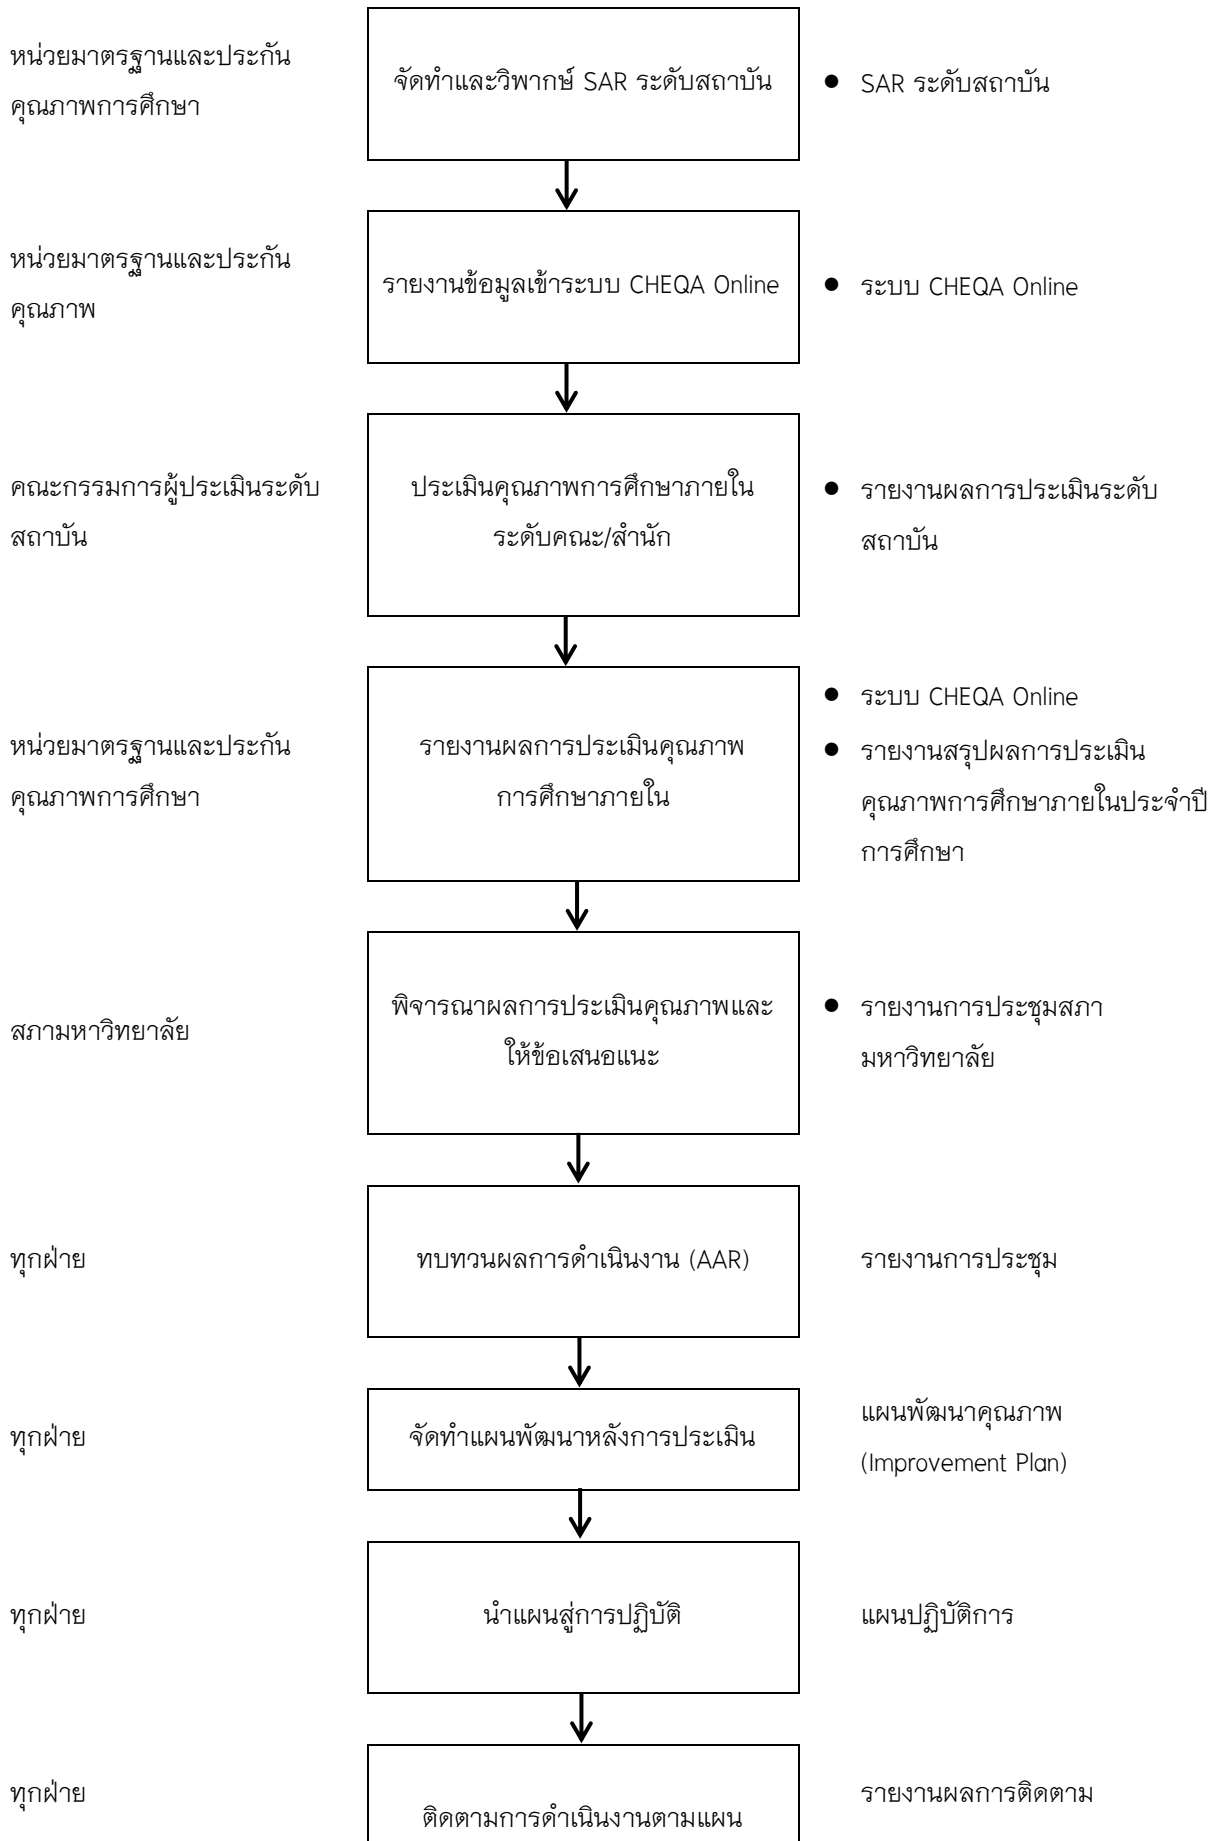 หน่วยมาตรฐานและประกัน
คุณภาพการศึกษา
จัดทำและวิพากษ์ SAR ระดับสถาบัน
● SAR ระดับสถาบัน
หน่วยมาตรฐานและประกัน
คุณภาพ
รายงานข้อมูลเข้าระบบ CHEQA Online
● ระบบ CHEQA Online
คณะกรรมการผู้ประเมินระดับ
สถาบัน
ประเมินคุณภาพการศึกษาภายใน
ระดับคณะ/สำนัก
● รายงานผลการประเมินระดับ
สถาบัน
หน่วยมาตรฐานและประกัน
คุณภาพการศึกษา
รายงานผลการประเมินคุณภาพ
การศึกษาภายใน
● ระบบ CHEQA Online
● รายงานสรุปผลการประเมิน
คุณภาพการศึกษาภายในประจำปี
การศึกษา
สภามหาวิทยาลัย
พิจารณาผลการประเมินคุณภาพและ
ให้ข้อเสนอแนะ
● รายงานการประชุมสภา
มหาวิทยาลัย
ทุกฝ่าย
ทบทวนผลการดำเนินงาน (AAR)
รายงานการประชุม
ทุกฝ่าย
จัดทำแผนพัฒนาหลังการประเมิน
แผนพัฒนาคุณภาพ
(Improvement Plan)
ทุกฝ่าย
นำแผนสู่การปฏิบัติ
แผนปฏิบัติการ
ทุกฝ่าย
ติดตามการดำเนินงานตามแผน
รายงานผลการติดตาม